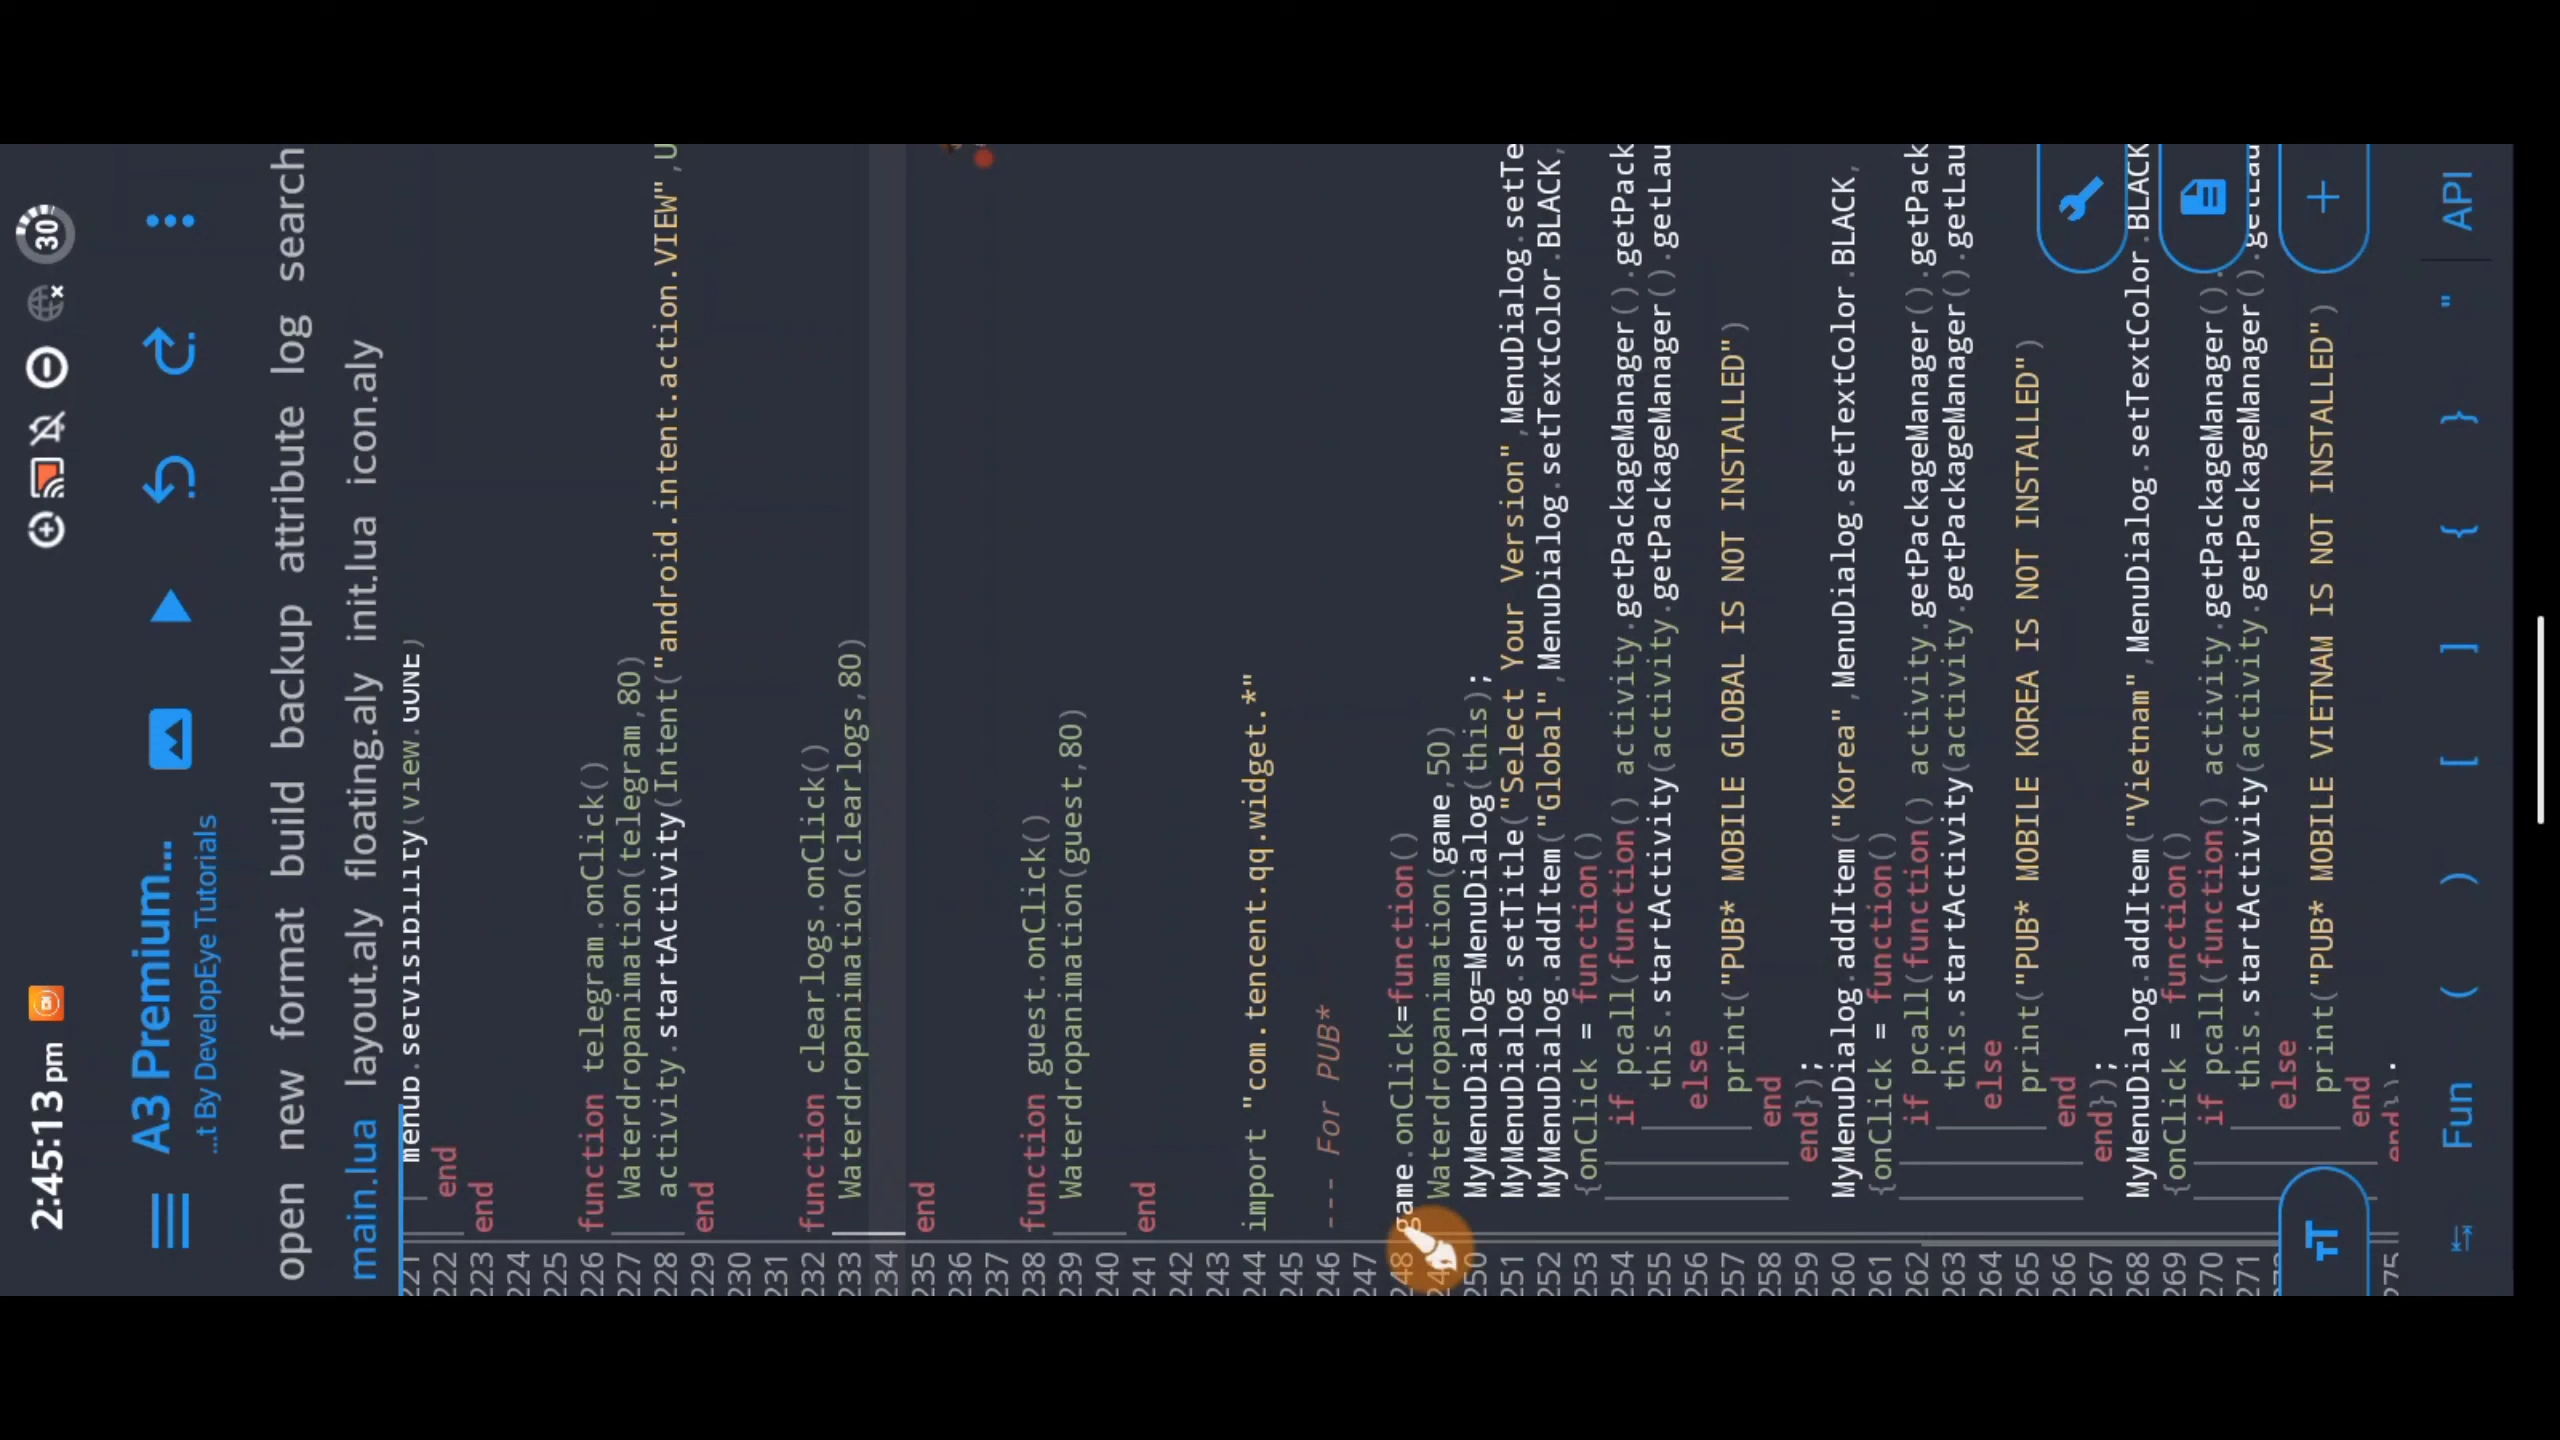 2:45:13 pm
30
A3 Premium...
...t By DevelopEye Tutorials
open new format build backup attribute log search
main.lua layout.aly floating.aly init.lua icon.aly
221 menub.setVisibility(View.GONE)
222 end
223 end
224
225
226 function telegram.onClick()
227 Waterdropanimation(telegram,80)
228 activity.startActivity(Intent("android.intent.action.VIEW",U
229 end
230
231
232 function clearlogs.onClick()
233 Waterdropanimation(clearlogs,80)
234
235 end
236
237
238 function guest.onClick()
239 Waterdropanimation(guest,80)
240
241 end
242
243
244 import "com.tencent.qq.widget.*"
245
246 --- For PUB*
247
248 game.onClick=function()
Waterdropanimation(game,50)
250 MyMenuDialog=MenuDialog(this);
251 MyMenuDialog.setTitle("Select Your Version",MenuDialog.setTe
252 MyMenuDialog.addItem("Global",MenuDialog.setTextColor.BLACK,
253 {onClick = function()
254 if pcall(function() activity.getPackageManager().getPack
255 this.startActivity(activity.getPackageManager().getLau
256 else
257 print("PUB* MOBILE GLOBAL IS NOT INSTALLED")
258 end
259 end});
260 MyMenuDialog.addItem("Korea",MenuDialog.setTextColor.BLACK,
261 {onClick = function()
262 if pcall(function() activity.getPackageManager().getPack
263 this.startActivity(activity.getPackageManager().getLau
264 else
265 print("PUB* MOBILE KOREA IS NOT INSTALLED")
266 end
267 end});
268 MyMenuDialog.addItem("Vietnam",MenuDialog.setTextColor.BLACK
269 {onClick = function()
270 if pcall(function() activity.getPackageManager().
271 this.startActivity(activity.getPackageManager().getLau
else
print("PUB* MOBILE VIETNAM IS NOT INSTALLED")
end
275 end});
TT
Fun ( ) [ ] { } " API